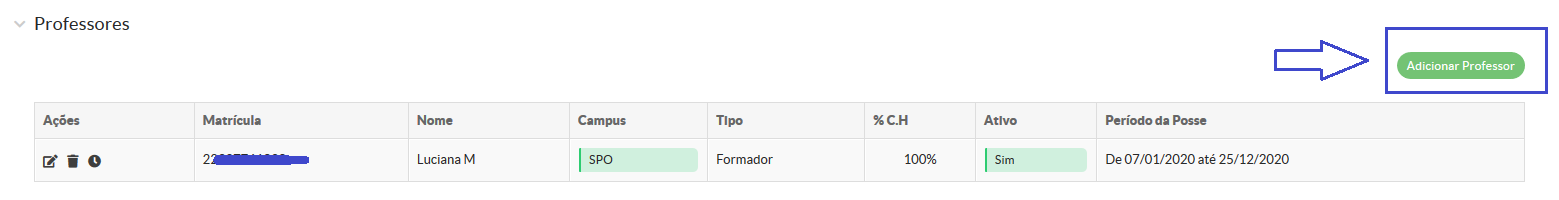 Professores
Adicionar Professor
Ações Matrícula Nome Campus Tipo % C.H Ativo Período da Posse
Luciana M SPO Formador 100% Sim De 07/01/2020 até 25/12/2020